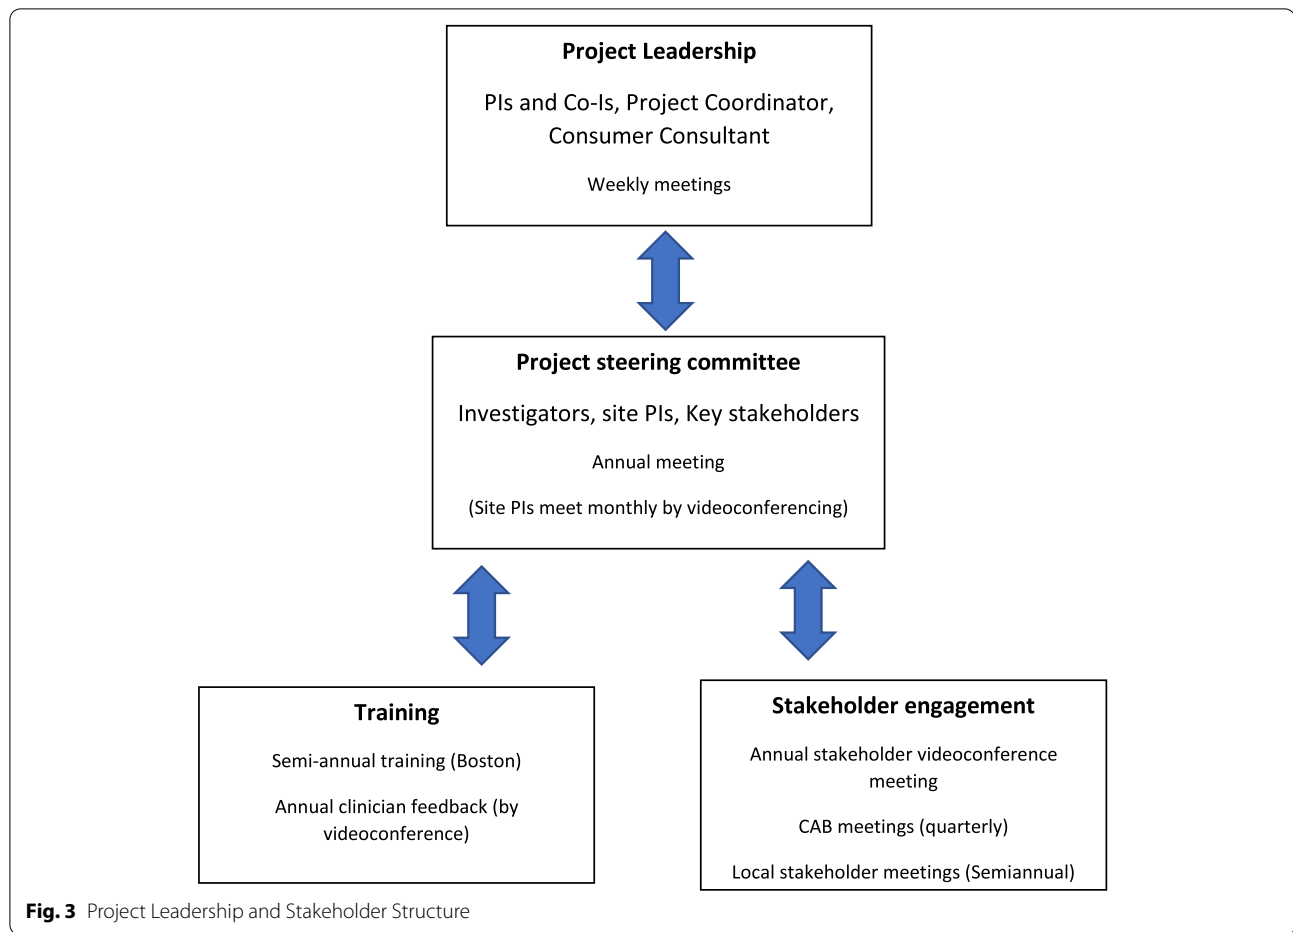 Project Leadership
PIs and Co-Is, Project Coordinator,
Consumer Consultant
Weekly meetings
Project steering committee
Investigators, site PIs, Key stakeholders
Annual meeting
(Site PIs meet monthly by videoconferencing)
Training
Semi-annual training (Boston)
Annual clinician feedback (by
videoconference)
Stakeholder engagement
Annual stakeholder videoconference
meeting
CAB meetings (quarterly)
Local stakeholder meetings (Semiannual)
Fig. 3 Project Leadership and Stakeholder Structure